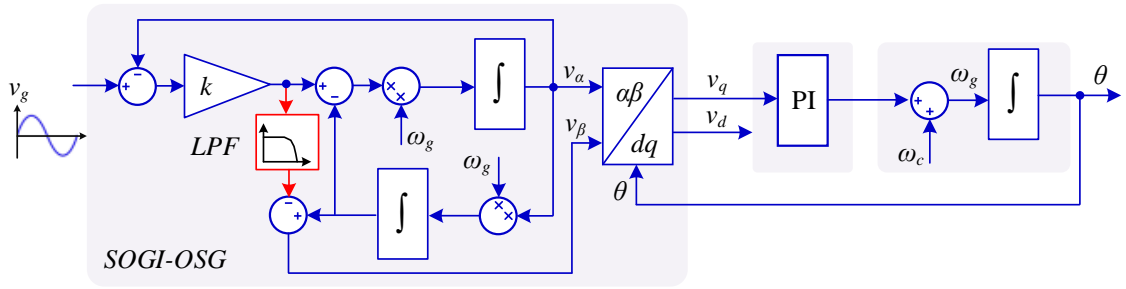 v_g
+ −
k
+ −
× ×
ω_g
∫
v_α
v_β
αβ
dq
v_q
v_d
PI
+ +
ω_g
ω_c
∫
θ
LPF
− +
∫
ω_g
× ×
θ
SOGI-OSG